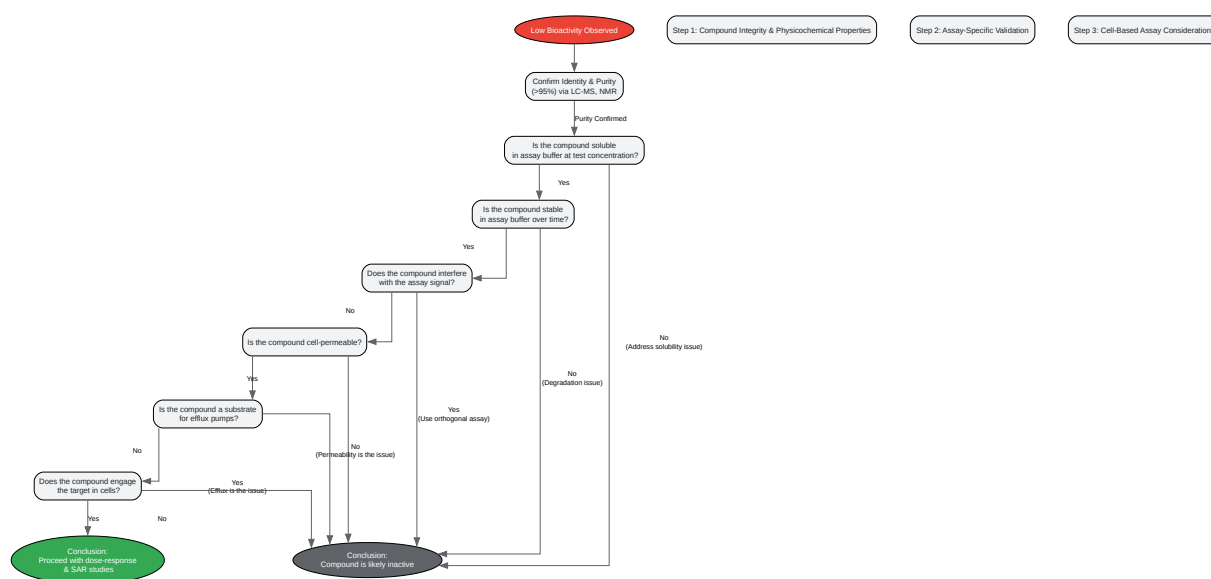 Low Bioactivity Observed
Step 1: Compound Integrity & Physicochemical Properties
Step 2: Assay-Specific Validation
Step 3: Cell-Based Assay Consideration
Confirm Identity & Purity
(>95%) via LC-MS, NMR
Purity Confirmed
Is the compound soluble
in assay buffer at test concentration?
Yes
Is the compound stable
in assay buffer over time?
Yes
Does the compound interfere
with the assay signal?
No
Is the compound cell-permeable?
No
(Address solubility issue)
Yes
No
(Degradation issue)
Is the compound a substrate
for efflux pumps?
Yes
(Use orthogonal assay)
No
No
(Permeability is the issue)
Does the compound engage
the target in cells?
Yes
(Efflux is the issue)
Yes
No
Conclusion:
Proceed with dose-response
& SAR studies
Conclusion:
Compound is likely inactive